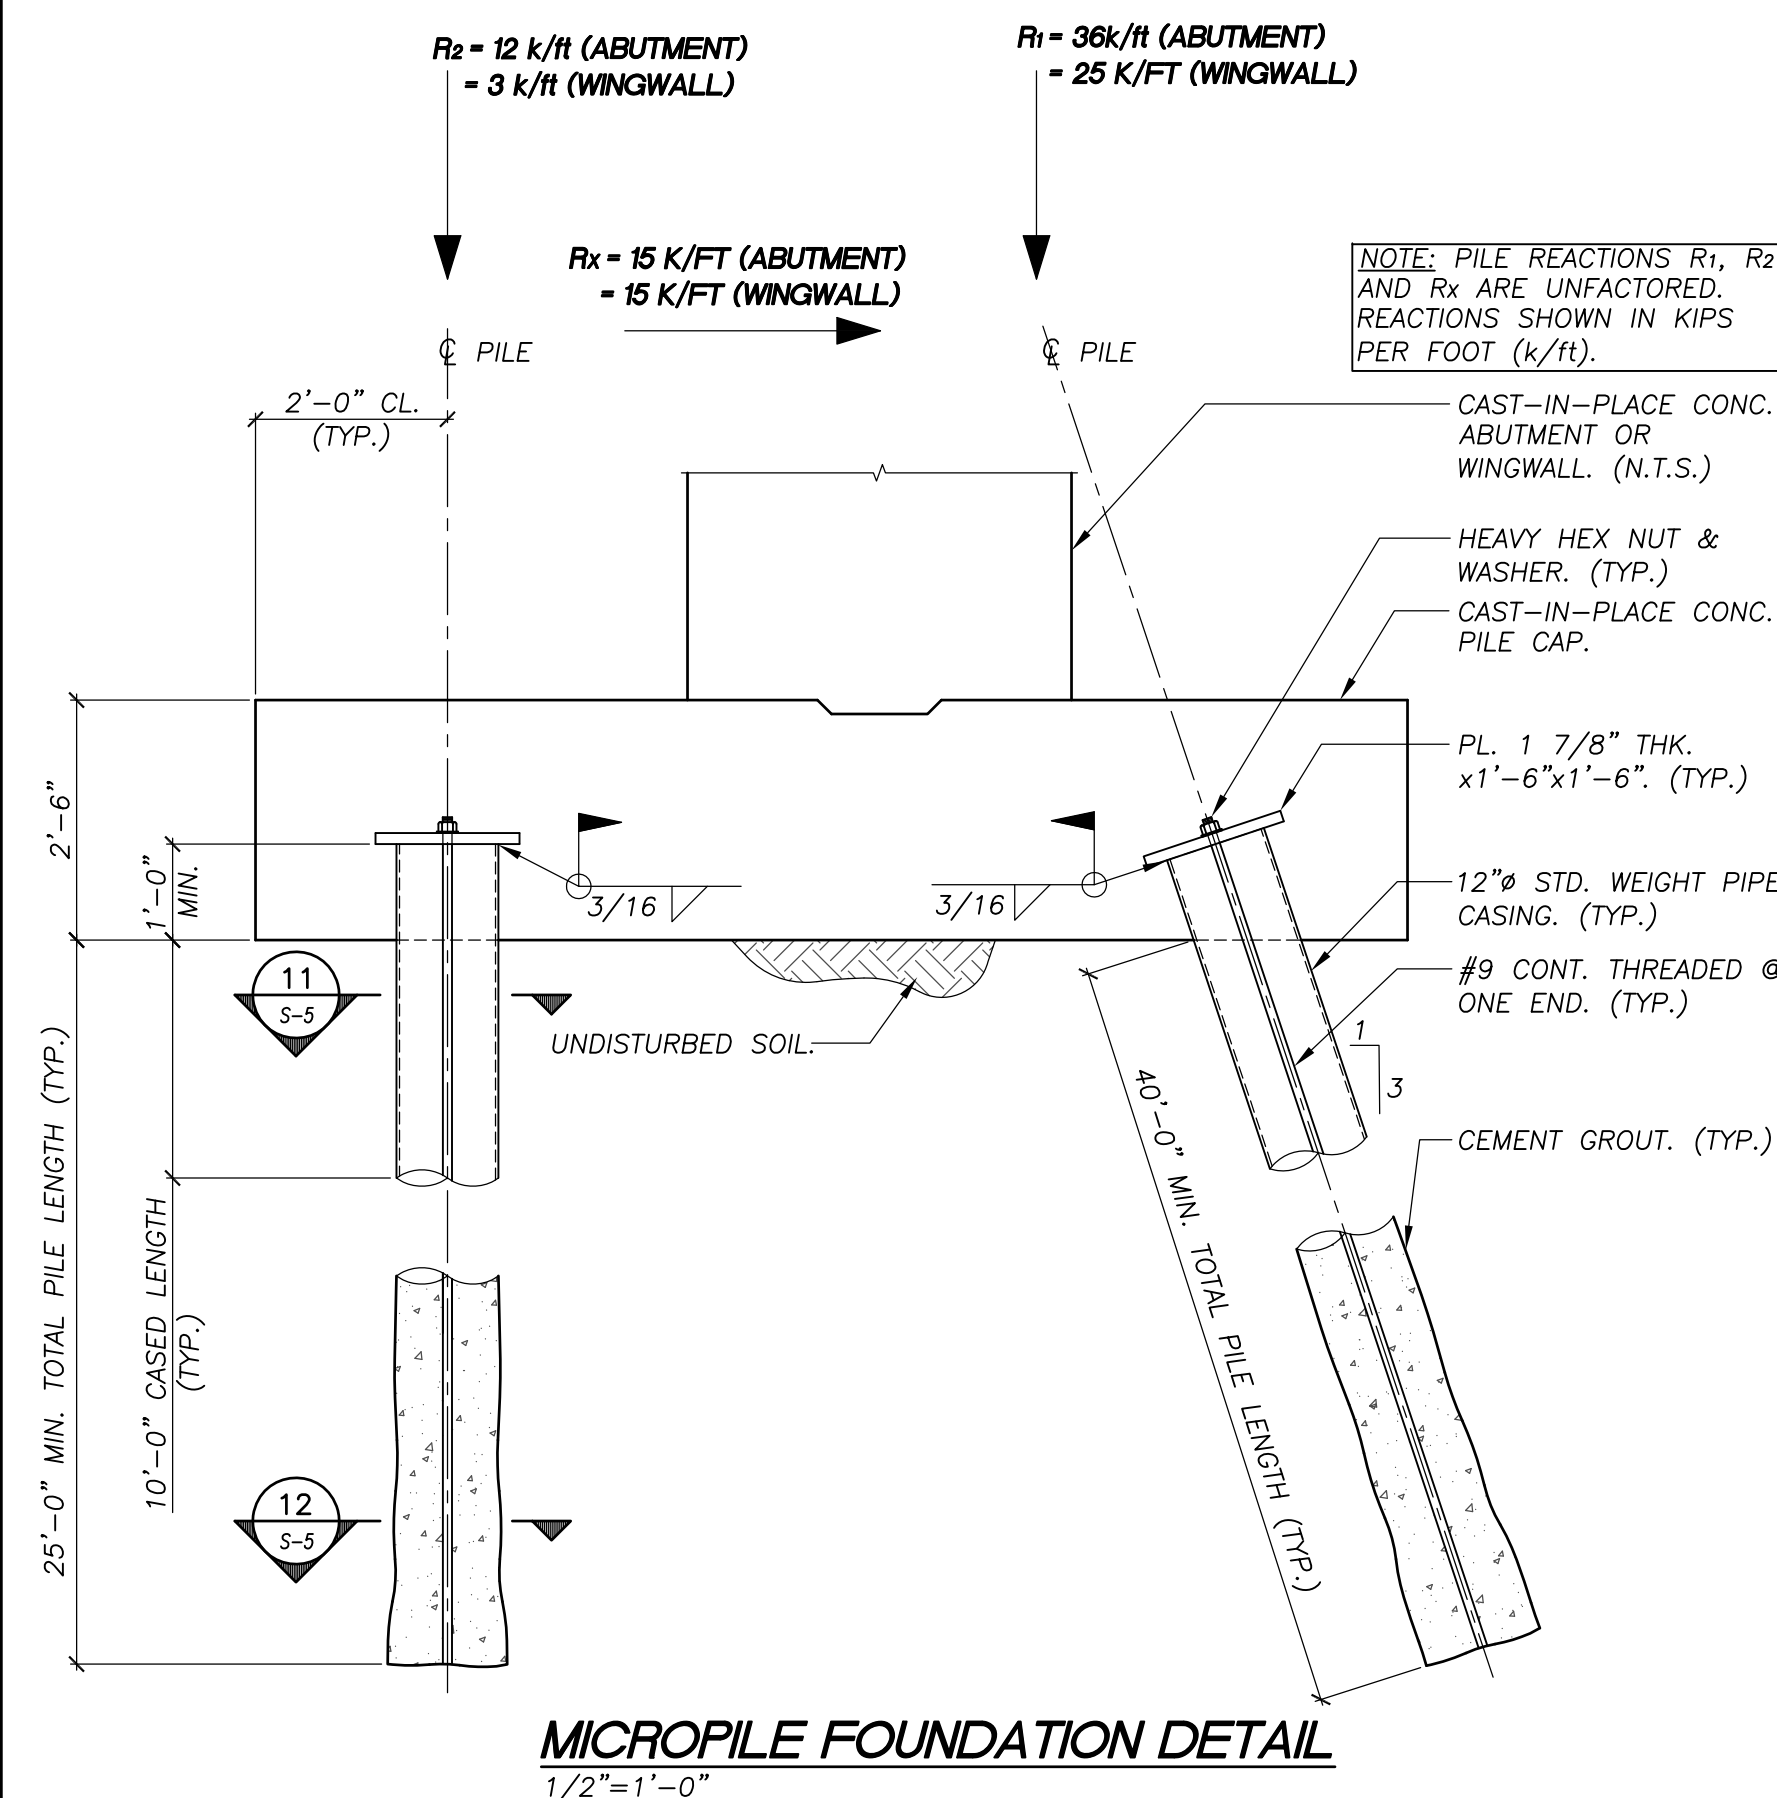 R2 = 12 k/ft (ABUTMENT)
= 3 k/ft (WINGWALL)
R1 = 36k/ft (ABUTMENT)
= 25 K/FT (WINGWALL)
Rx = 15 K/FT (ABUTMENT)
= 15 K/FT (WINGWALL)
NOTE: PILE REACTIONS R1, R2
AND Rx ARE UNFACTORED.
REACTIONS SHOWN IN KIPS
PER FOOT (k/ft).
℄ PILE
℄ PILE
2'-0" CL.
(TYP.)
CAST-IN-PLACE CONC.
ABUTMENT OR
WINGWALL. (N.T.S.)
HEAVY HEX NUT &
WASHER. (TYP.)
CAST-IN-PLACE CONC.
PILE CAP.
PL. 1 7/8" THK.
x1'-6"x1'-6". (TYP.)
2'-6"
1'-0"
MIN.
3/16
3/16
12"ø STD. WEIGHT PIPE
CASING. (TYP.)
#9 CONT. THREADED @
ONE END. (TYP.)
11
S-5
UNDISTURBED SOIL.
1
3
CEMENT GROUT. (TYP.)
25'-0" MIN. TOTAL PILE LENGTH (TYP.)
10'-0" CASED LENGTH
(TYP.)
40'-0" MIN. TOTAL PILE LENGTH (TYP.)
12
S-5
MICROPILE FOUNDATION DETAIL
1/2"=1'-0"